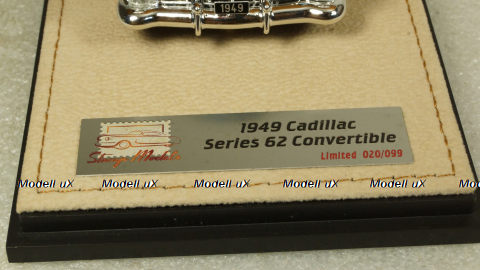 1949
1949 Cadillac
Series 62 Convertible
Limited 020/099
Modell uX Modell uX Modell uX Modell uX Modell uX Mo